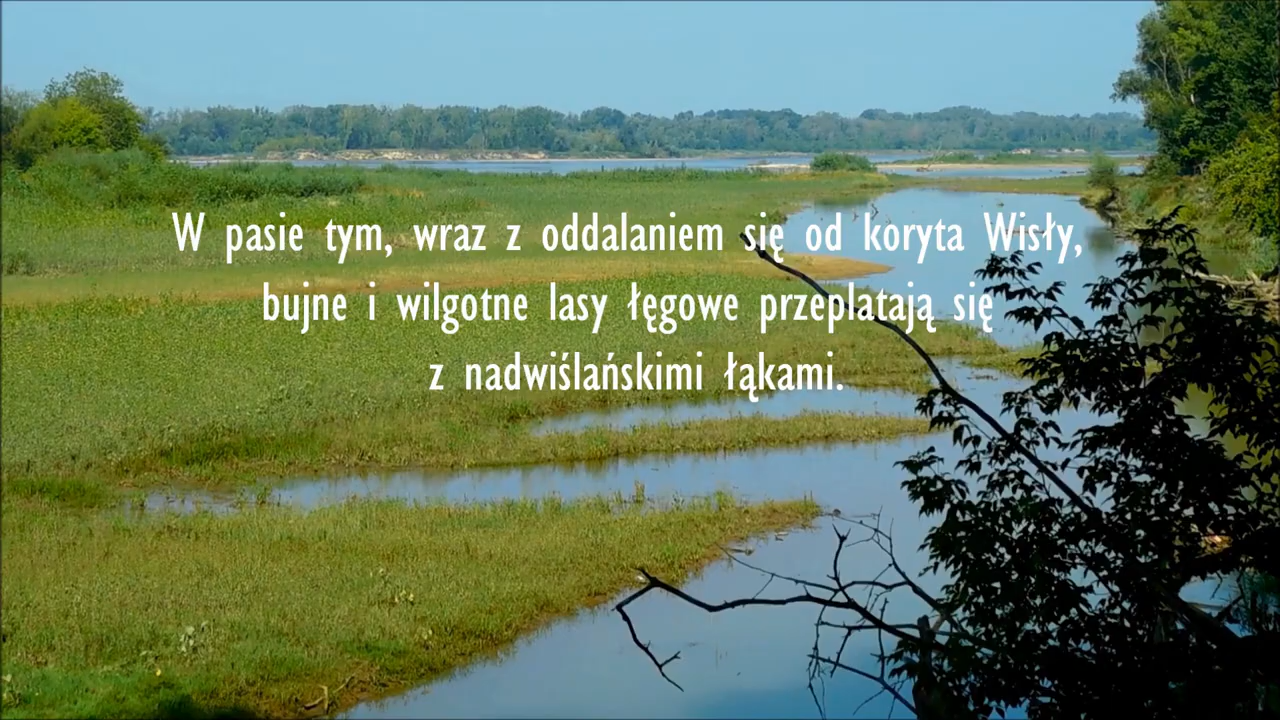 W pasie tym, wraz z oddalaniem się od koryta Wisły,
bujne i wilgotne lasy łęgowe przeplatają się
z nadwiślańskimi łąkami.